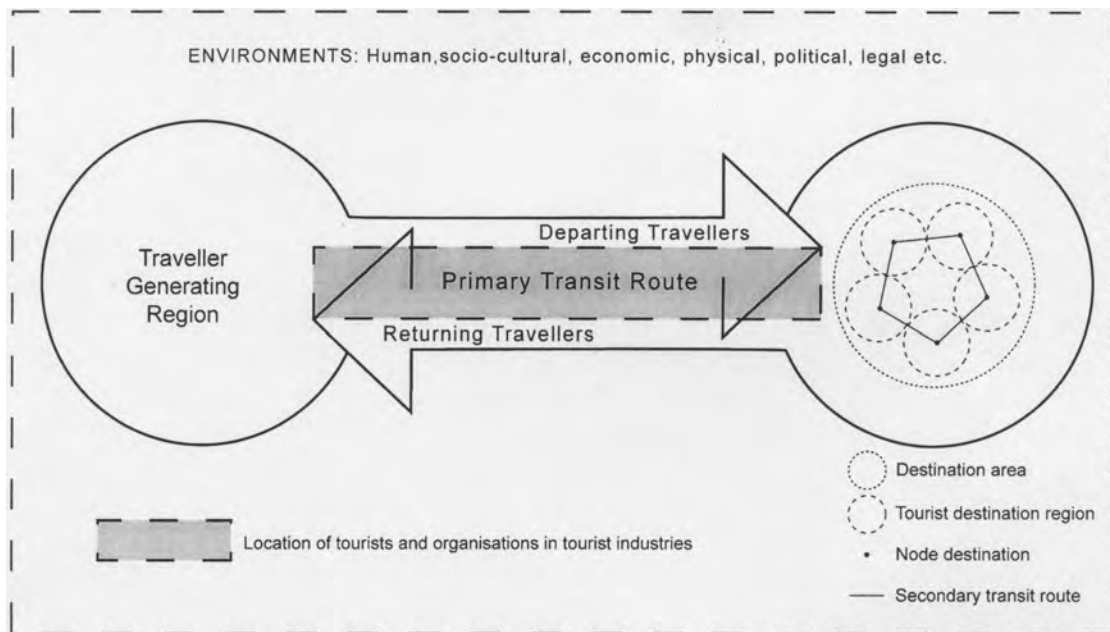 ENVIRONMENTS: Human,socio-cultural, economic, physical, political, legal etc.
Traveller
Generating
Region
Departing Travellers
Primary Transit Route
Returning Travellers
Destination area
Tourist destination region
Node destination
Secondary transit route
Location of tourists and organisations in tourist industries